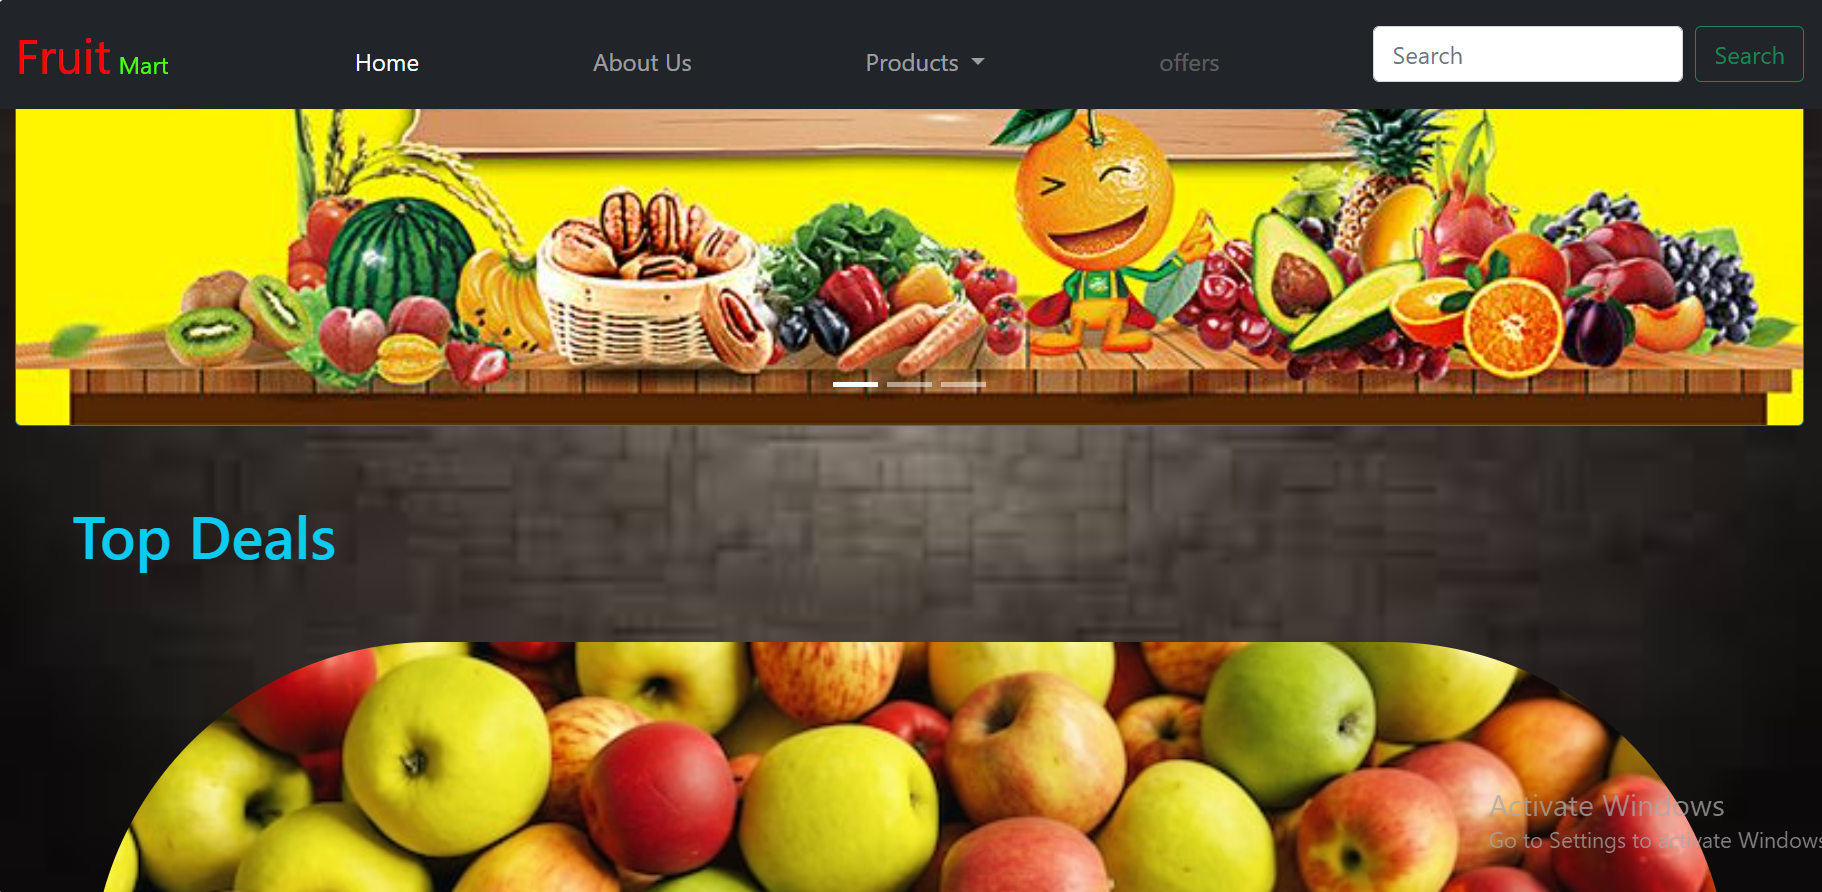 Fruit Mart
Home
About Us
Products
offers
Search
Search
Top Deals
Activate Windows
Go to Settings to activate Windows